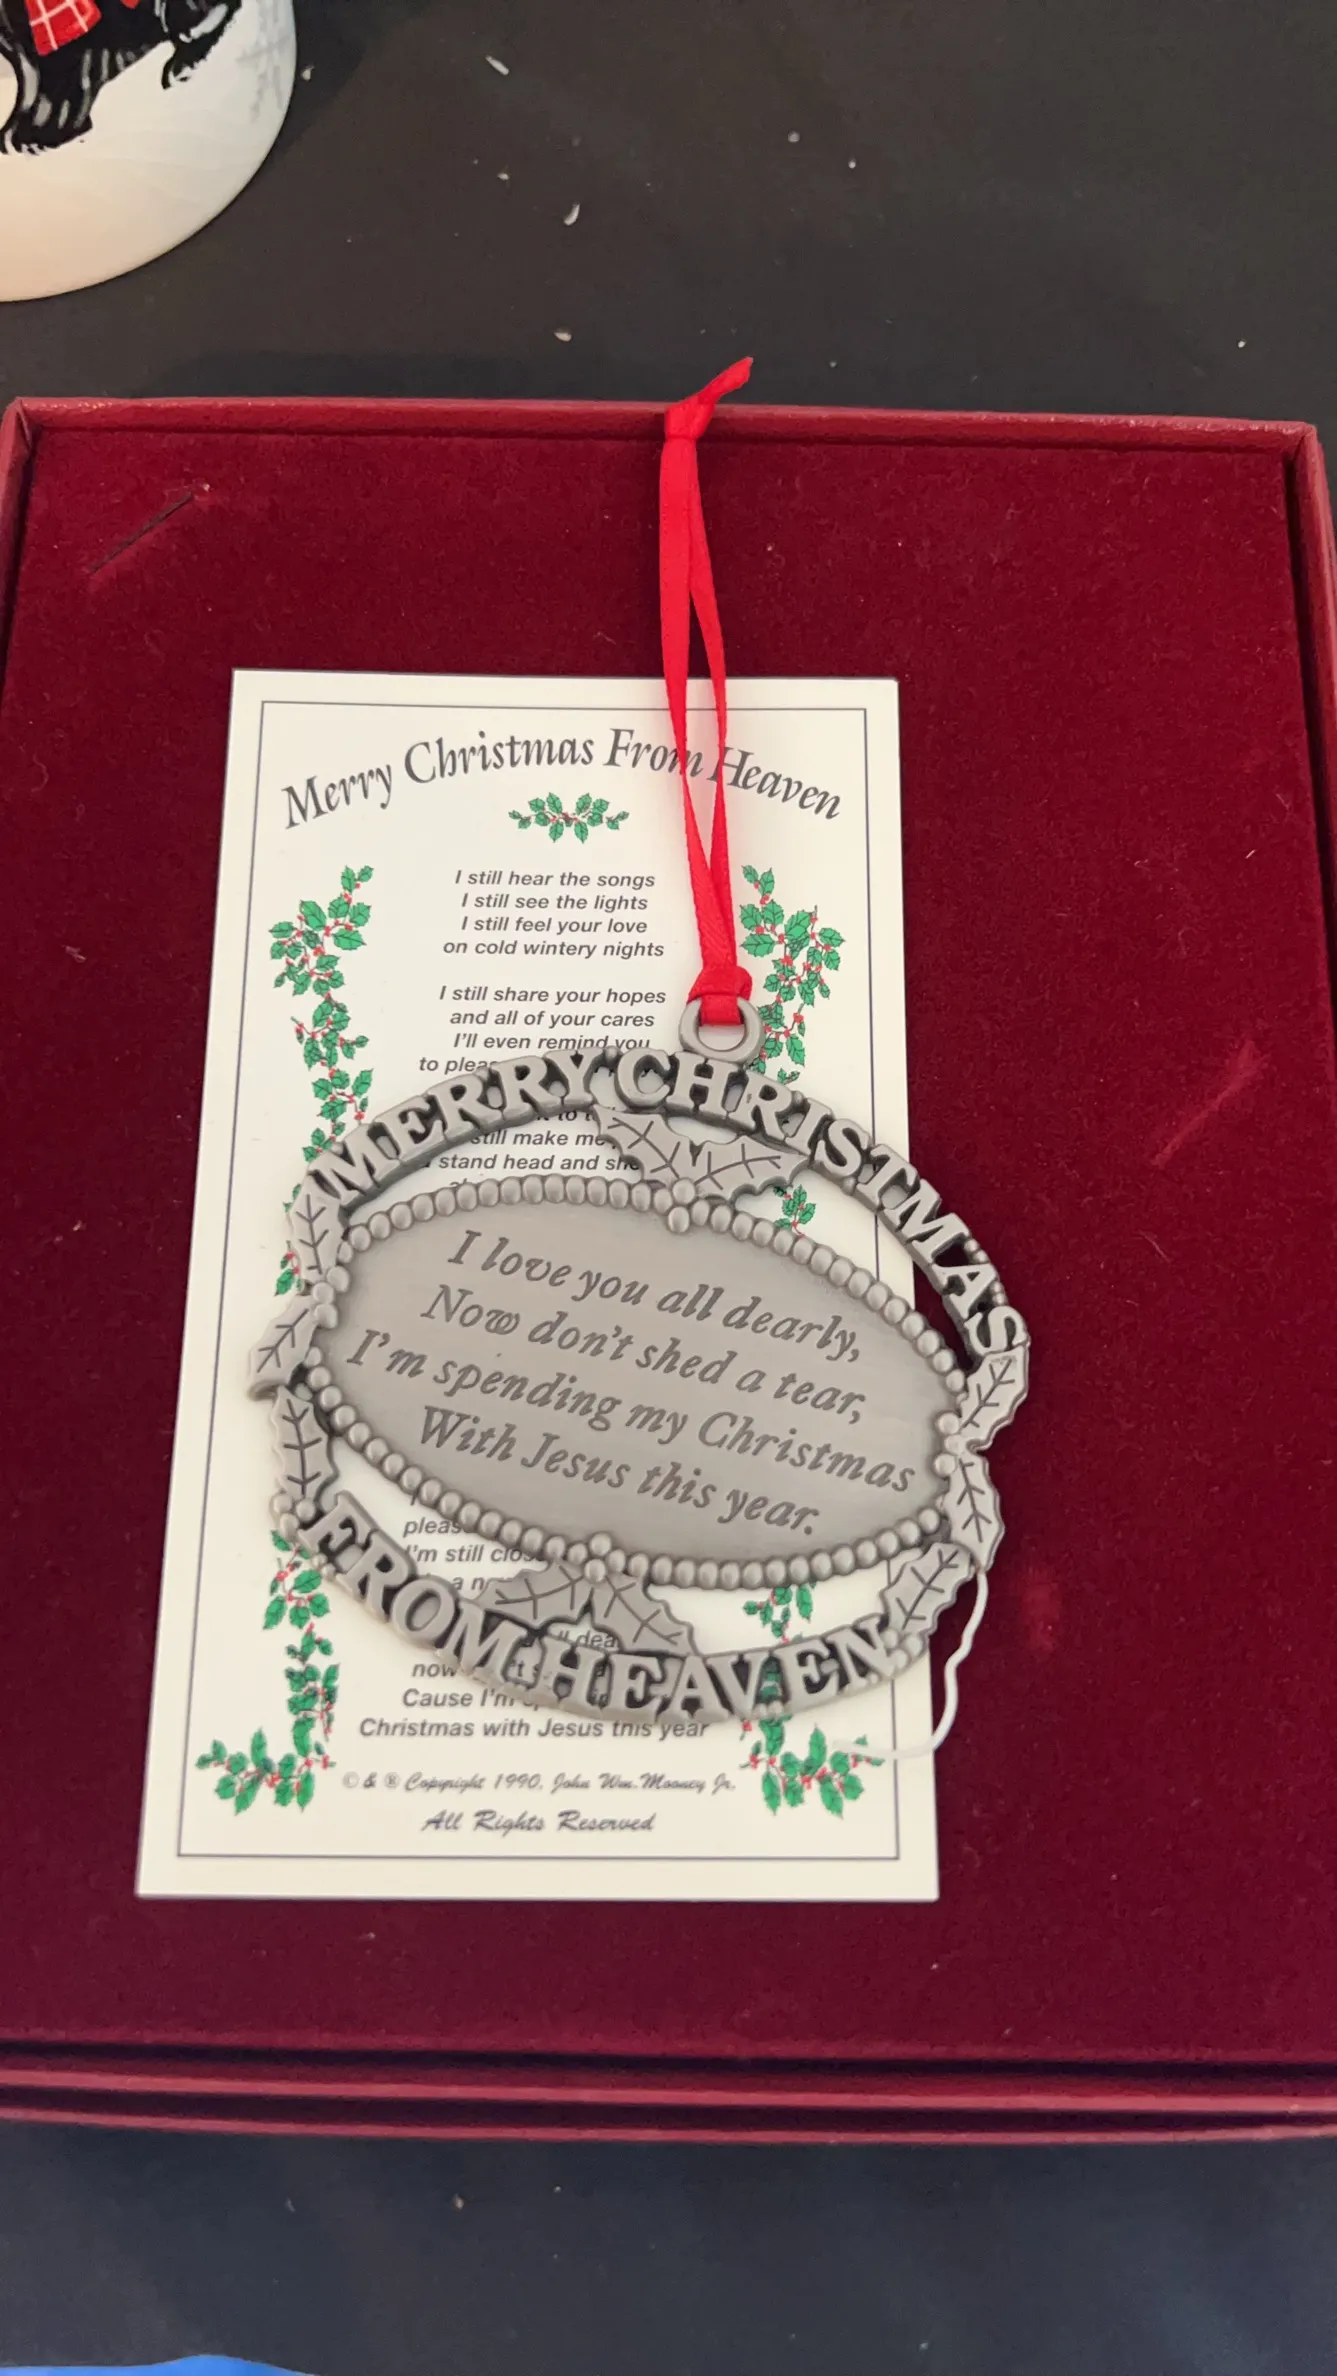 Merry Christmas From Heaven
I still hear the songs
I still see the lights
I still feel your love
on cold wintery nights
I still share your hopes
and all of your cares
I'll even remind you
to
still make me
stand head and
MERRY CHRISTMAS
I love you all dearly,
Now don't shed a tear,
I'm spending my Christmas
With Jesus this year.
FROM HEAVEN
I'm still
a
now
Cause I'm
Christmas with Jesus this year
© & ® Copyright 1990, John Wm. Mooney Jr.
All Rights Reserved